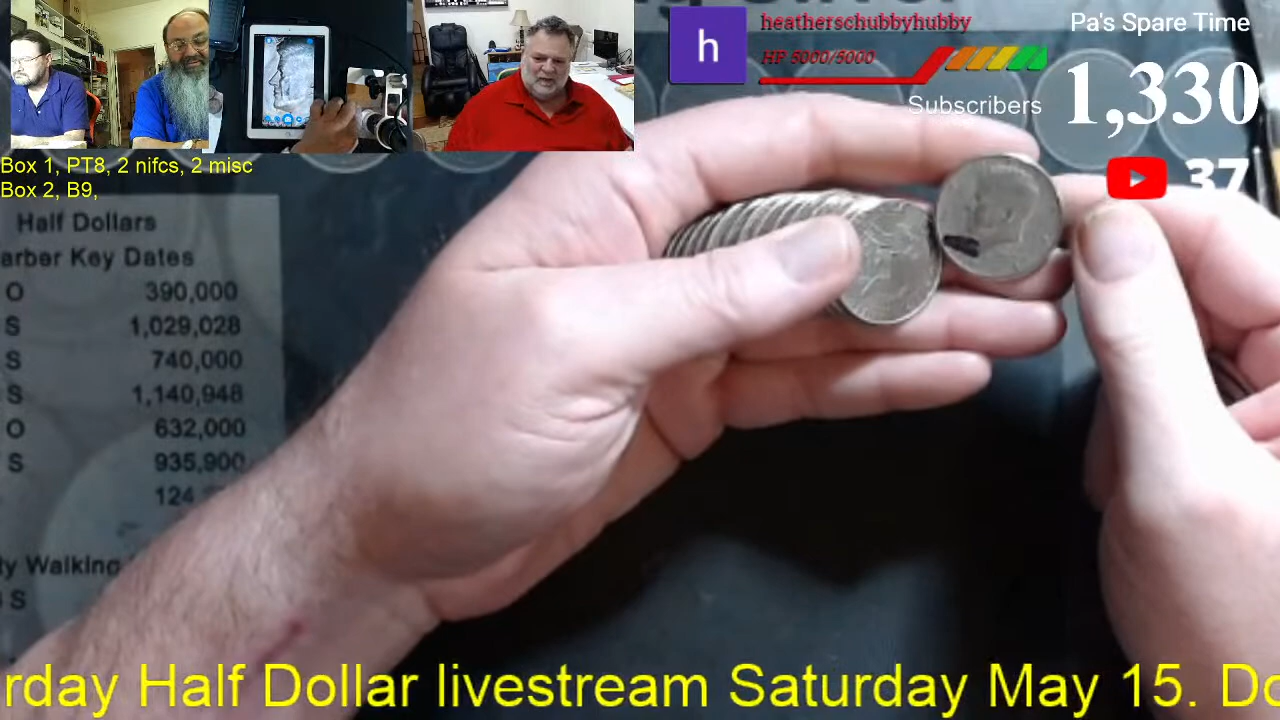 h
heatherschubbyhubby
HP 5000/5000
Pa's Spare Time
Subscribers 1,330
37
Box 1, PT8, 2 nifcs, 2 misc
Box 2, B9,
Half Dollars
arber Key Dates
O 390,000
S 1,029,028
S 740,000
S 1,140,948
O 632,000
S 935,900
124
ty Walking
S
rday Half Dollar livestream Saturday May 15. Do